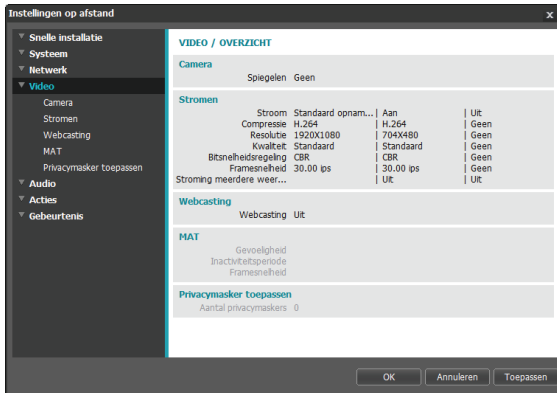 Instellingen op afstand x
Snelle installatie
Systeem
Netwerk
Video
Camera
Stromen
Webcasting
MAT
Privacymasker toepassen
Audio
Acties
Gebeurtenis
VIDEO / OVERZICHT
Camera
Spiegelen Geen
Stromen
Stroom Standaard opnam... | Aan | Uit
Compressie H.264 | H.264 | Geen
Resolutie 1920X1080 | 704X480 | Geen
Kwaliteit Standaard | Standaard | Geen
Bitsnelheidsregeling CBR | CBR | Geen
Framesnelheid 30.00 ips | 30.00 ips | Geen
Stroming meerdere weer... | Uit | Uit
Webcasting
Webcasting Uit
MAT
Gevoeligheid
Inactiviteitsperiode
Framesnelheid
Privacymasker toepassen
Aantal privacymaskers 0
OK Annuleren Toepassen